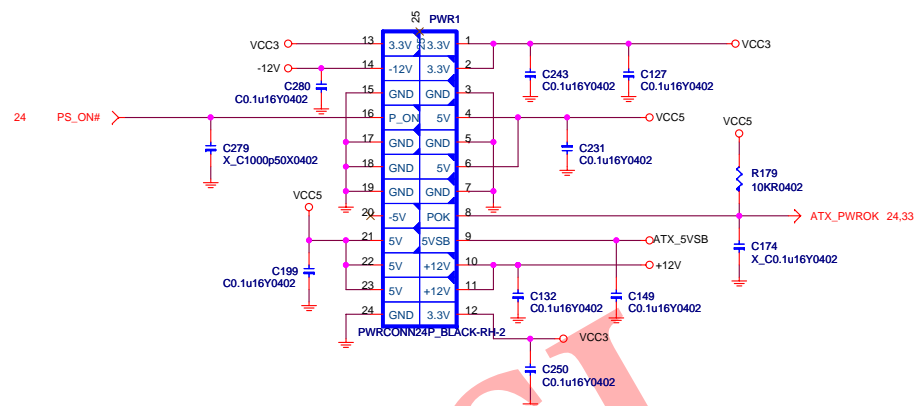 25
PWR1
VCC3
13
3.3V
3.3V
1
VCC3
-12V
14
-12V
3.3V
2
C280
C0.1u16Y0402
C243
C0.1u16Y0402
C127
C0.1u16Y0402
15
GND
GND
3
24
PS_ON#
16
P_ON
5V
4
VCC5
VCC5
C279
X_C1000p50X0402
17
GND
GND
5
C231
C0.1u16Y0402
18
GND
5V
6
R179
10KR0402
19
GND
GND
7
VCC5
20
-5V
POK
8
ATX_PWROK
24,33
21
5V
5VSB
9
ATX_5VSB
C174
X_C0.1u16Y0402
22
5V
+12V
10
+12V
C199
C0.1u16Y0402
23
5V
+12V
11
C132
C0.1u16Y0402
C149
C0.1u16Y0402
24
GND
3.3V
12
PWRCONN24P_BLACK-RH-2
VCC3
C250
C0.1u16Y0402